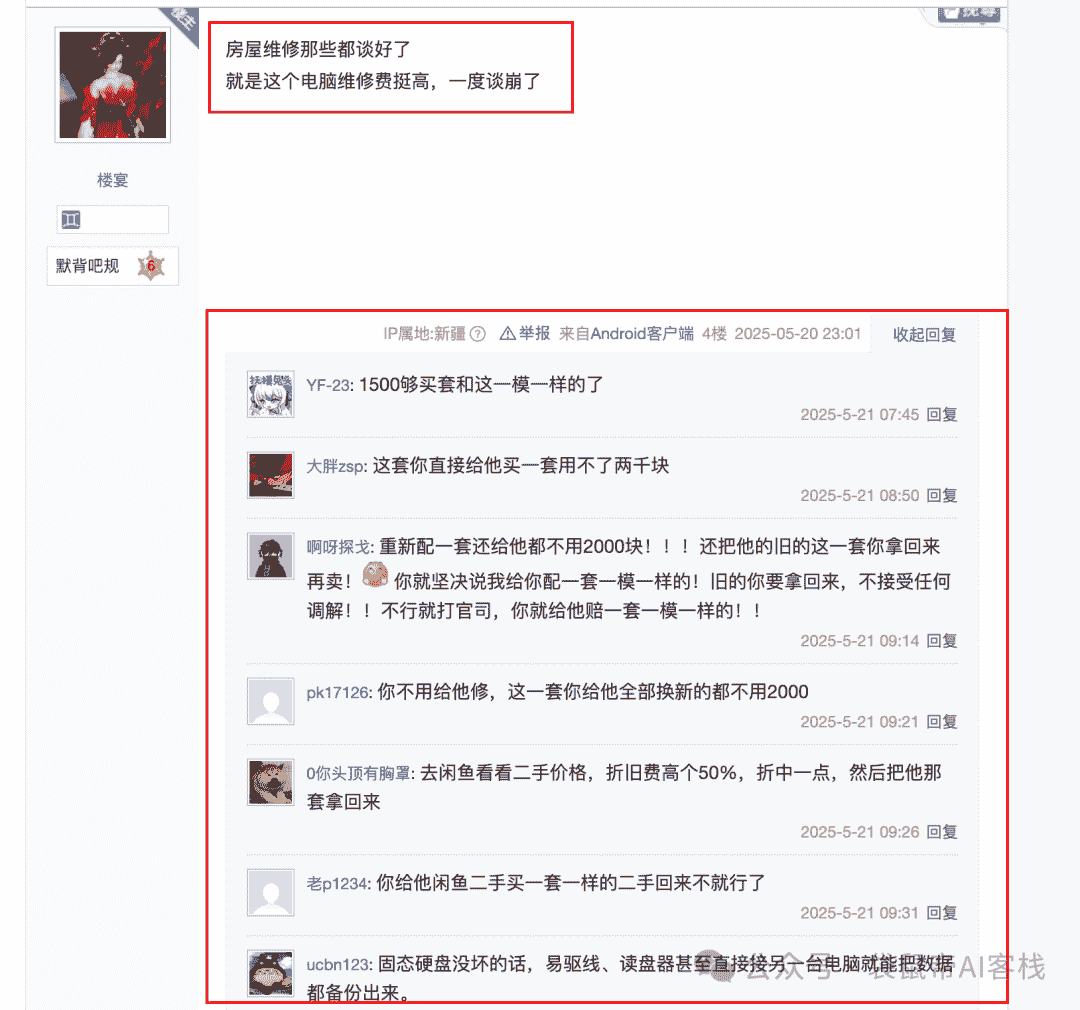 楼主
房屋维修那些都谈好了
就是这个电脑维修费挺高，一度谈崩了
楼宴
默背吧规 6
IP属地:新疆 举报 来自Android客户端 4楼 2025-05-20 23:01 收起回复
YF-23: 1500够买套和这一模一样的了
2025-5-21 07:45 回复
大胖zsp: 这套你直接给他买一套用不了两千块
2025-5-21 08:50 回复
啊呀探戈: 重新配一套还给他都不用2000块！！！还把他的旧的这一套你拿回来
再卖！ 你就坚决说我给你配一套一模一样的！旧的你要拿回来，不接受任何
调解！！不行就打官司，你就给他赔一套一模一样的！！
2025-5-21 09:14 回复
pk17126: 你不用给他修，这一套你给他全部换新的都不用2000
2025-5-21 09:21 回复
0你头顶有胸罩: 去闲鱼看看二手价格，折旧费高个50%，折中一点，然后把他那
套拿回来
2025-5-21 09:26 回复
老p1234: 你给他闲鱼二手买一套一样的二手回来不就行了
2025-5-21 09:31 回复
ucbn123: 固态硬盘没坏的话，易驱线、读盘器甚至直接接另一台电脑就能把数据
都备份出来。
公众号 袋鼠帝AI客栈